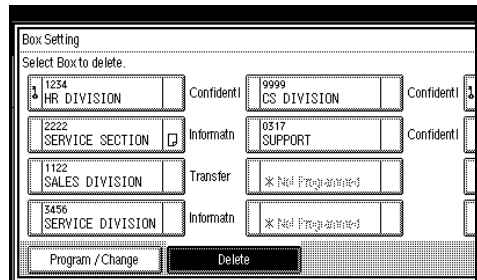 Box Setting
Select Box to delete.
1234
HR DIVISION
Confidentl
9999
CS DIVISION
Confidentl
2222
SERVICE SECTION
Informatn
0317
SUPPORT
Confidentl
1122
SALES DIVISION
Transfer
* Not Programmed
3456
SERVICE DIVISION
Informatn
* Not Programmed
Program / Change
Delete